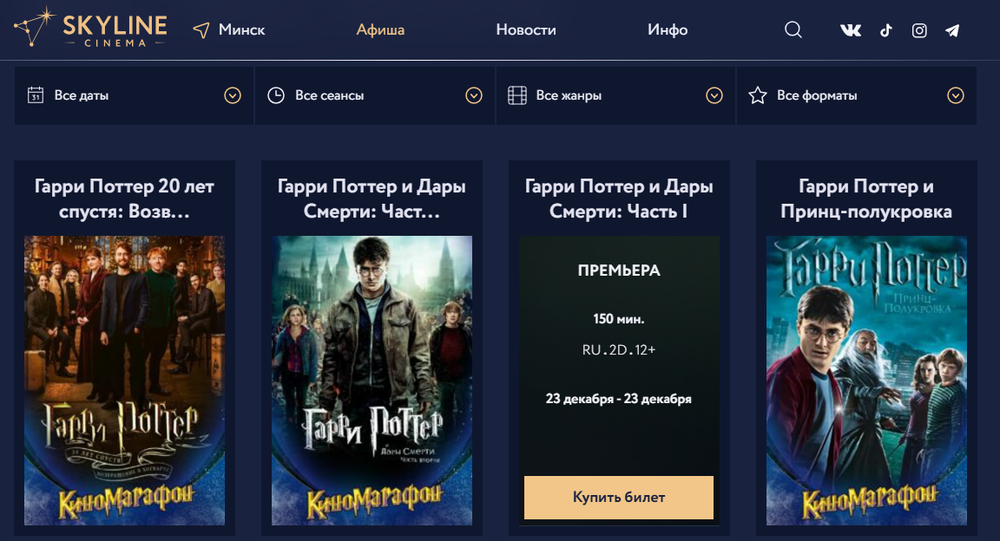 SKYLINE
CINEMA
Минск
Афиша
Новости
Инфо
31
Все даты
Все сеансы
Все жанры
Все форматы
Гарри Поттер 20 лет
спустя: Возв...
Гарри Поттер
20 ЛЕТ СПУСТЯ
ВОЗВРАЩЕНИЕ В ХОГВАРТС
КиноМарафон
Гарри Поттер и Дары
Смерти: Част...
Гарри Поттер
и Дары Смерти
Часть вторая
КиноМарафон
Гарри Поттер и Дары
Смерти: Часть I
ПРЕМЬЕРА
150 мин.
RU.2D.12+
23 декабря - 23 декабря
Купить билет
Гарри Поттер и
Принц-полукровка
Гарри Поттер
Принц-
Полукровка
КиноМарафон